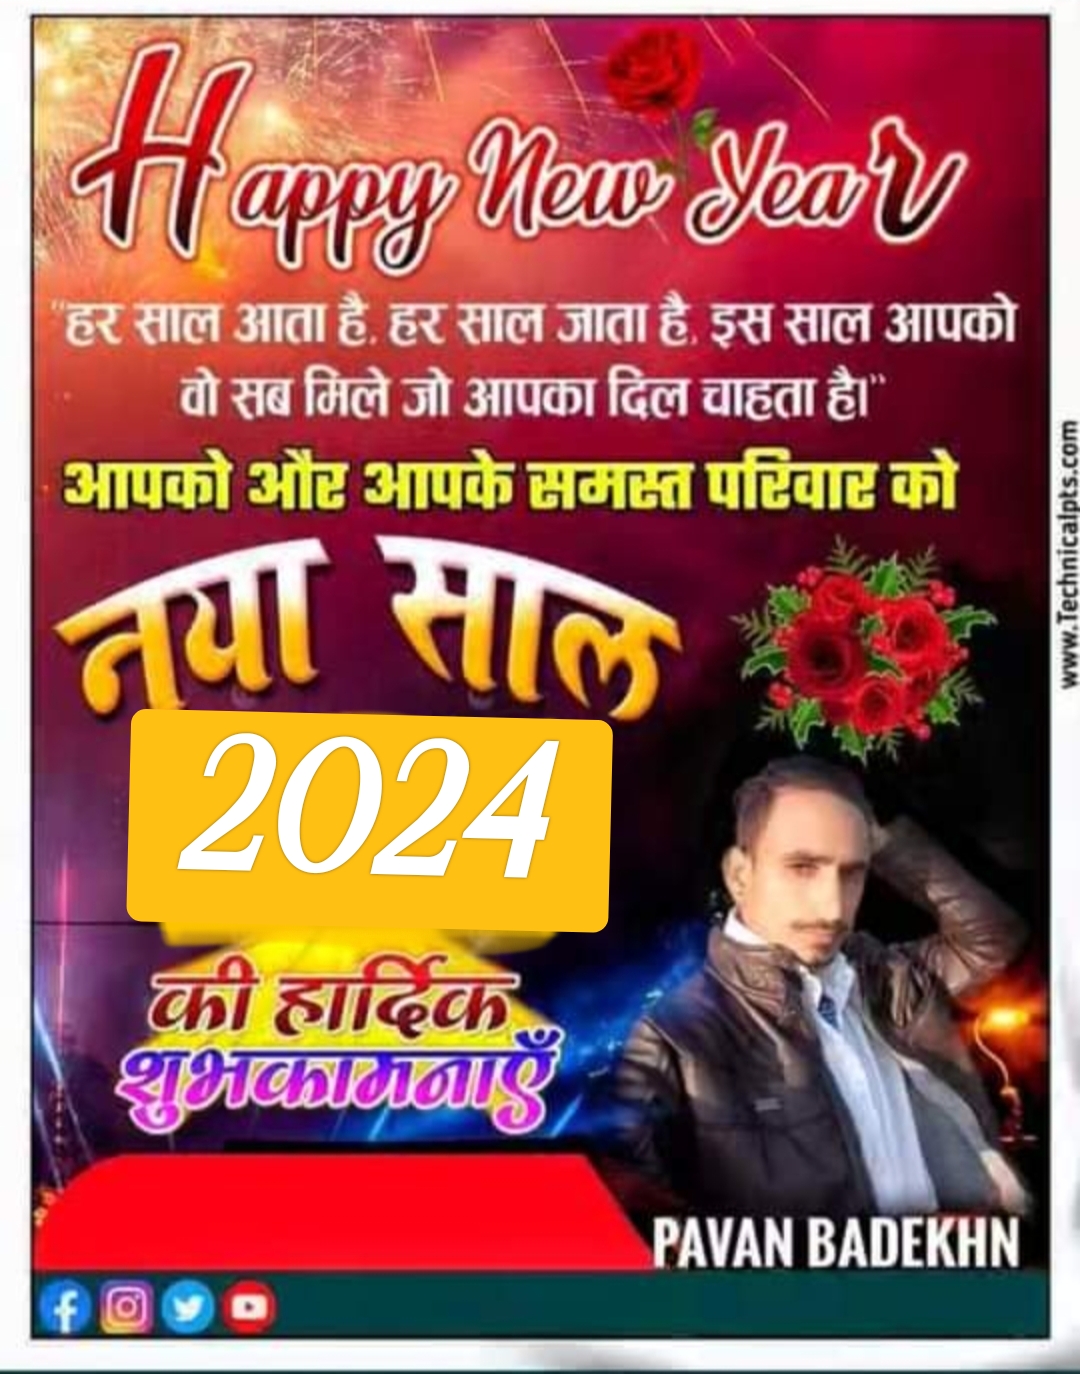 Happy New Year
"हर साल आता है, हर साल जाता है, इस साल आपको
वो सब मिले जो आपका दिल चाहता है।"
आपको और आपके समस्त परिवार को
नया साल
2024
की हार्दिक
शुभकामनाएँ
PAVAN BADEKHN
www.Technicalpts.com